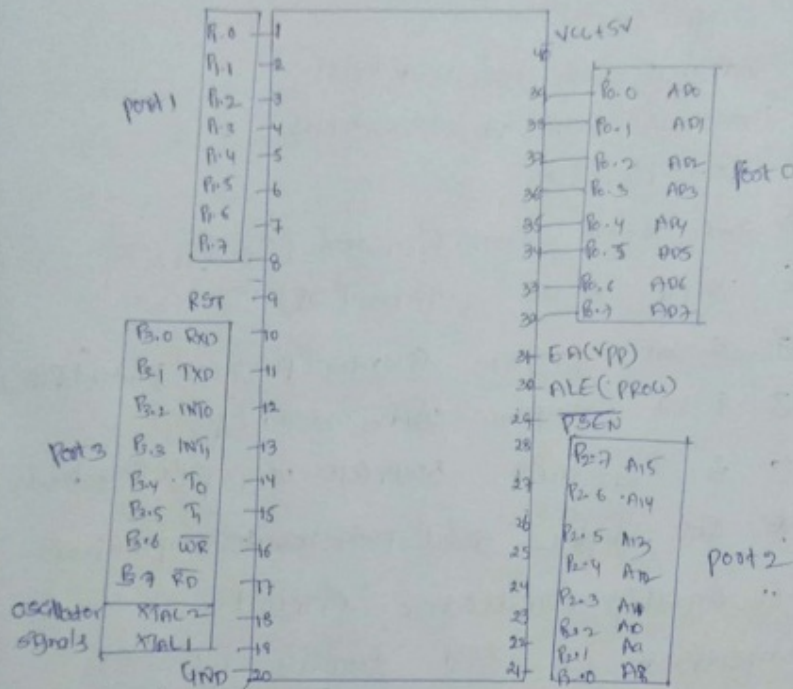 P1.0 1
P1.1 2
P1.2 3
P1.3 4
P1.4 5
P1.5 6
P1.6 7
P1.7 8
Port 1
RST 9
P3.0 RXD 10
P3.1 TXD 11
P3.2 INT0 12
P3.3 INT1 13
P3.4 T0 14
P3.5 T1 15
P3.6 W̅R̅ 16
P3.7 R̅D̅ 17
Port 3
Oscillator
signals
XTAL2 18
XTAL1 19
GND 20
40 VCC+5V
P0.0 AD0
P0.1 AD1
37 P0.2 AD2
36 P0.3 AD3
35 P0.4 AD4
34 P0.5 AD5
33 P0.6 AD6
P0.7 AD7
Port 0
31 EA(VPP)
30 ALE(PROG)
29 P̅S̅E̅N̅
28 P2.7 A15
27 P2.6 A14
26 P2.5 A13
25 P2.4 A12
24 P2.3 A11
23 P2.2 A10
22 P2.1 A9
21 P2.0 A8
Port 2